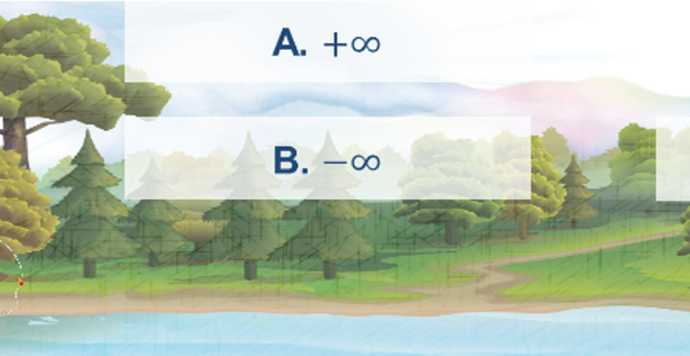 A. +∞
B. −∞